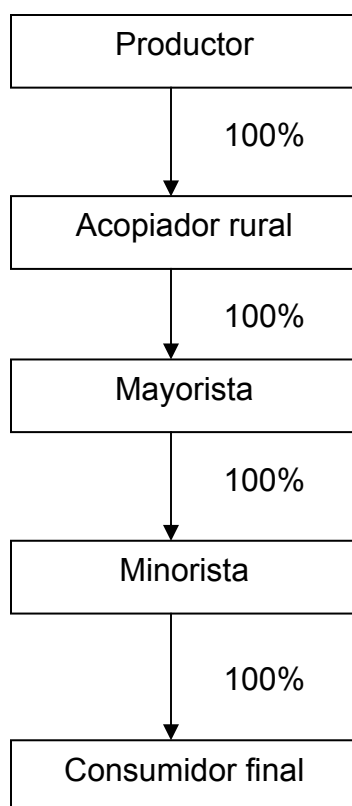 Productor
100%
Acopiador rural
100%
Mayorista
100%
Minorista
100%
Consumidor final